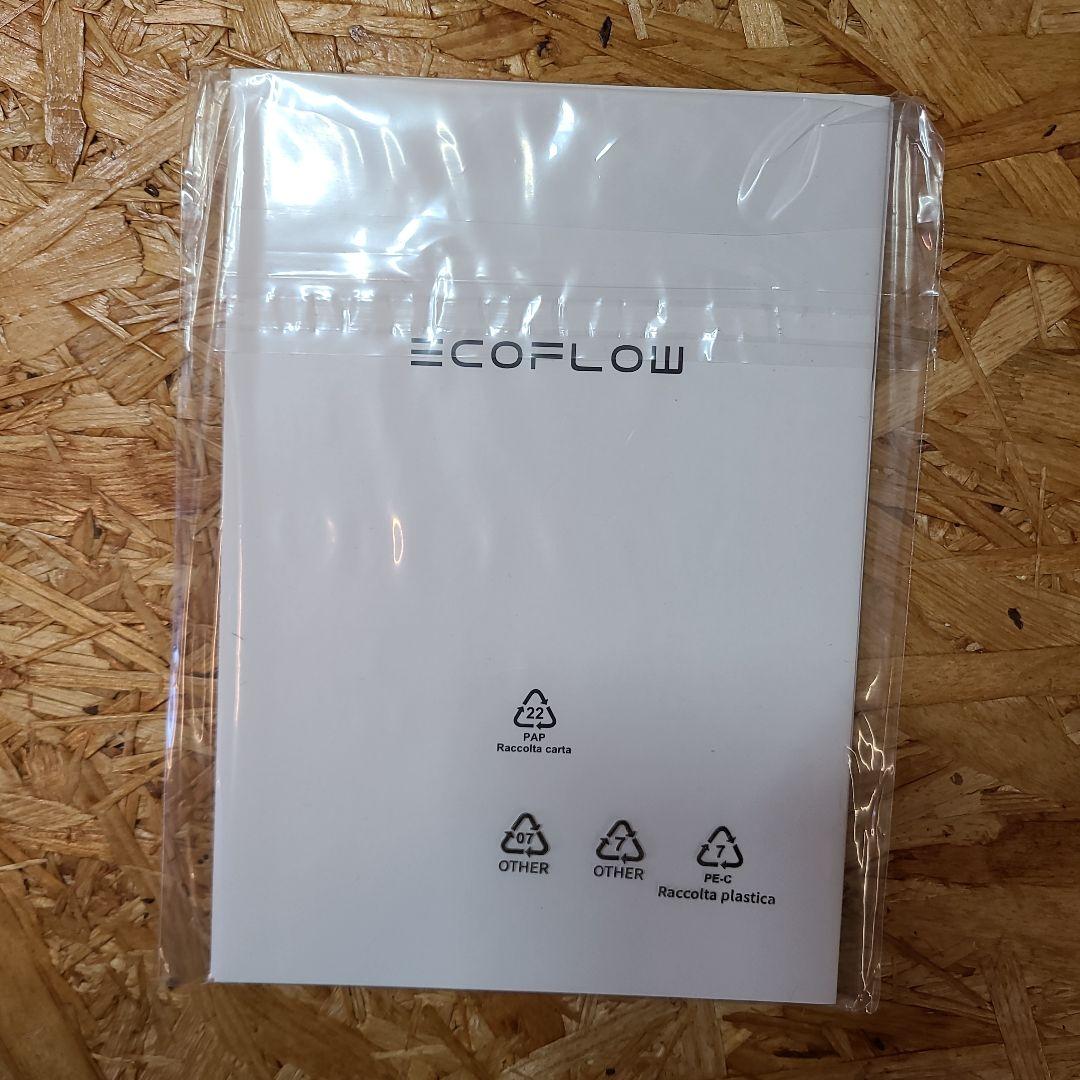 ECOFLOW
22
PAP
Raccolta carta
07
OTHER
7
OTHER
7
PE-C
Raccolta plastica